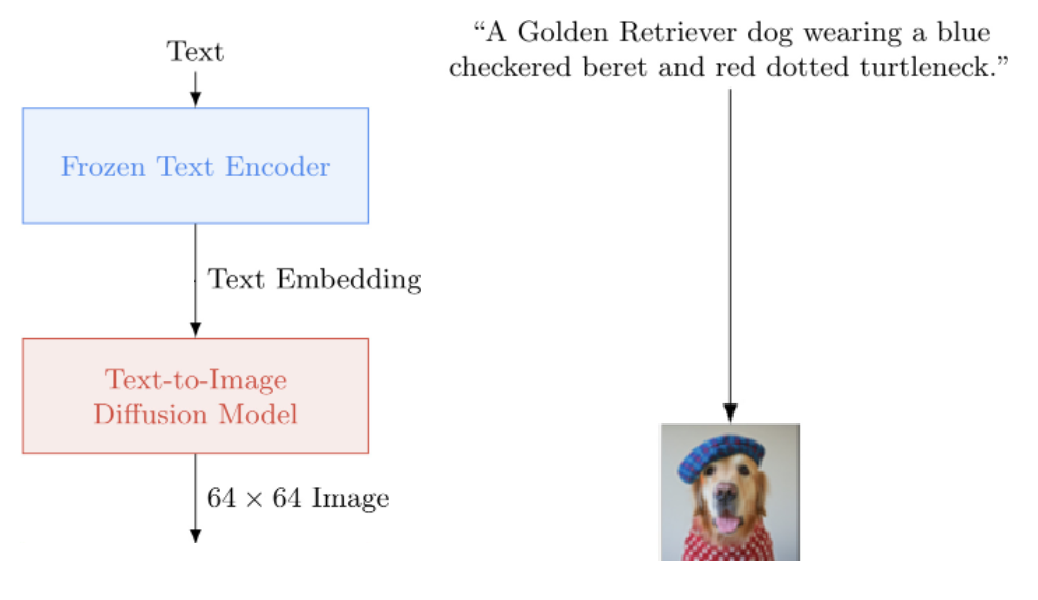 Text
Frozen Text Encoder
Text Embedding
Text-to-Image
Diffusion Model
64 × 64 Image
“A Golden Retriever dog wearing a blue
checkered beret and red dotted turtleneck.”